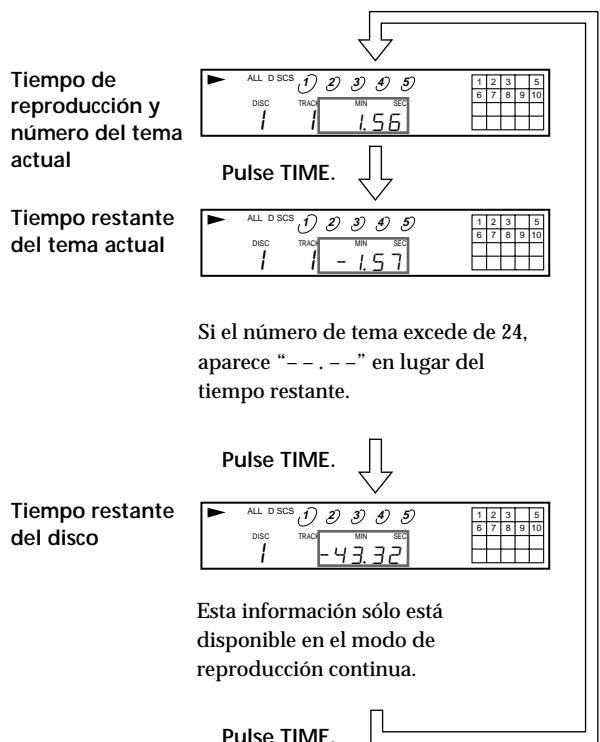 Tiempo de
reproducción y
número del tema
actual
ALL D SCS 1 2 3 4 5
DISC TRACK MIN SEC
1 1 1.56
1 2 3 5
6 7 8 9 10
Pulse TIME.
Tiempo restante
del tema actual
ALL D SCS 1 2 3 4 5
DISC TRACK MIN SEC
1 1 - 1.57
1 2 3 5
6 7 8 9 10
Si el número de tema excede de 24,
aparece “– – . – –” en lugar del
tiempo restante.
Pulse TIME.
Tiempo restante
del disco
ALL D SCS 1 2 3 4 5
DISC TRACK MIN SEC
1 -43.32
1 2 3 5
6 7 8 9 10
Esta información sólo está
disponible en el modo de
reproducción continua.
Pulse TIME.